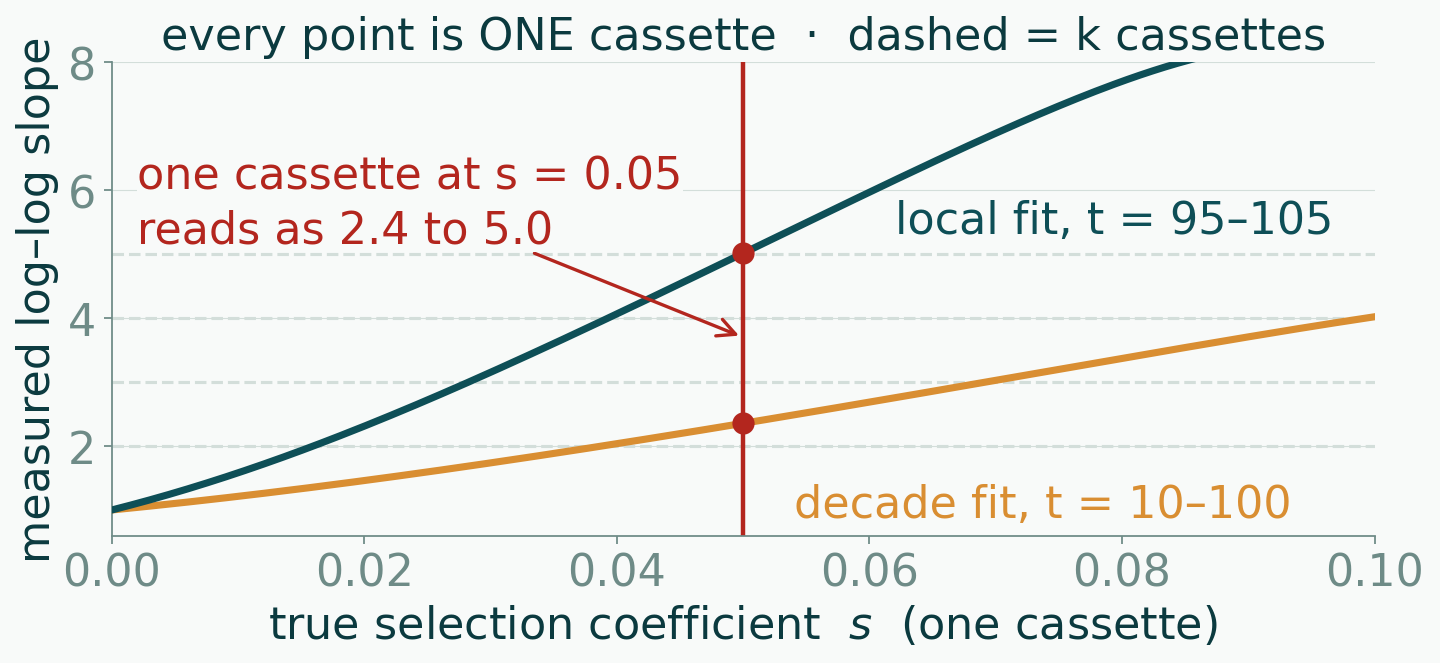 every point is ONE cassette · dashed = k cassettes
measured log–log slope
8
6
4
2
one cassette at s = 0.05
reads as 2.4 to 5.0
local fit, t = 95–105
decade fit, t = 10–100
0.00 0.02 0.04 0.06 0.08 0.10
true selection coefficient s (one cassette)